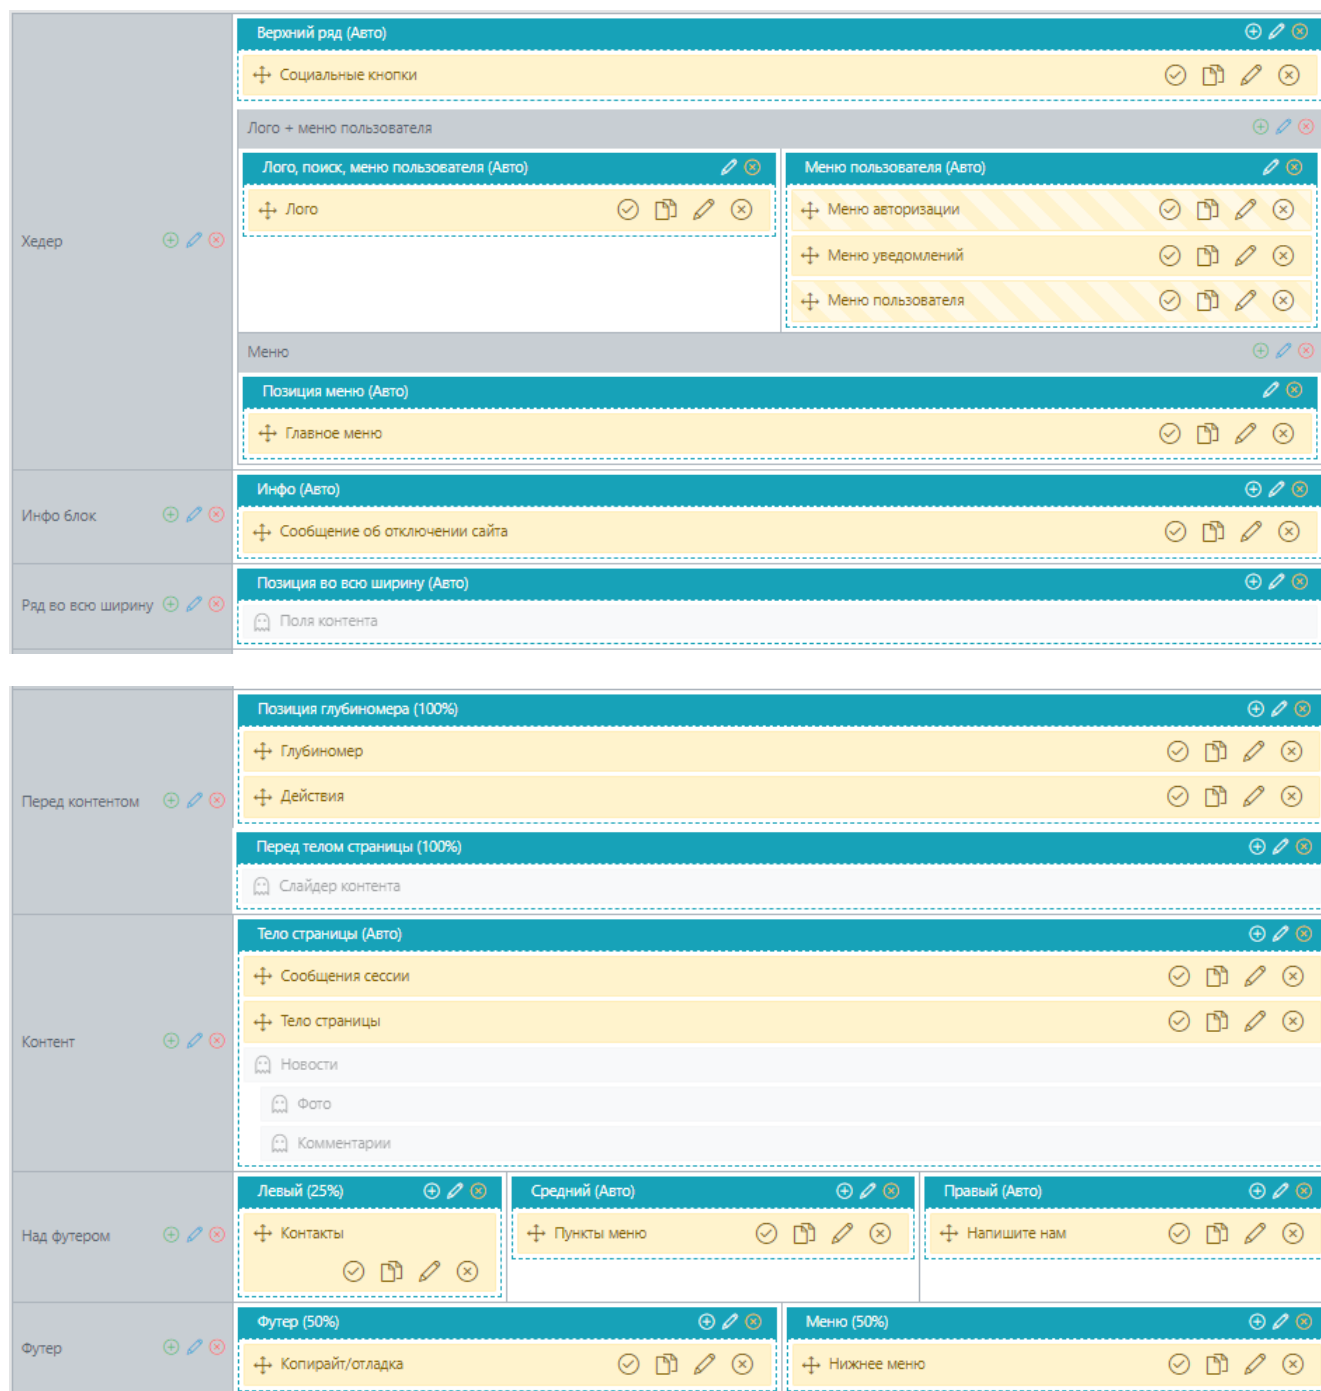 Верхний ряд (Авто)
Социальные кнопки
Лого + меню пользователя
Лого, поиск, меню пользователя (Авто)
Меню пользователя (Авто)
Лого
Меню авторизации
Хедер
Меню уведомлений
Меню пользователя
Меню
Позиция меню (Авто)
Главное меню
Инфо (Авто)
Инфо блок
Сообщение об отключении сайта
Позиция во всю ширину (Авто)
Ряд во всю ширину
Поля контента
Позиция глубиномера (100%)
Глубиномер
Перед контентом
Действия
Перед телом страницы (100%)
Слайдер контента
Тело страницы (Авто)
Сообщения сессии
Тело страницы
Контент
Новости
Фото
Комментарии
Левый (25%)
Средний (Авто)
Правый (Авто)
Над футером
Контакты
Пункты меню
Напишите нам
Футер (50%)
Меню (50%)
Футер
Копирайт/отладка
Нижнее меню